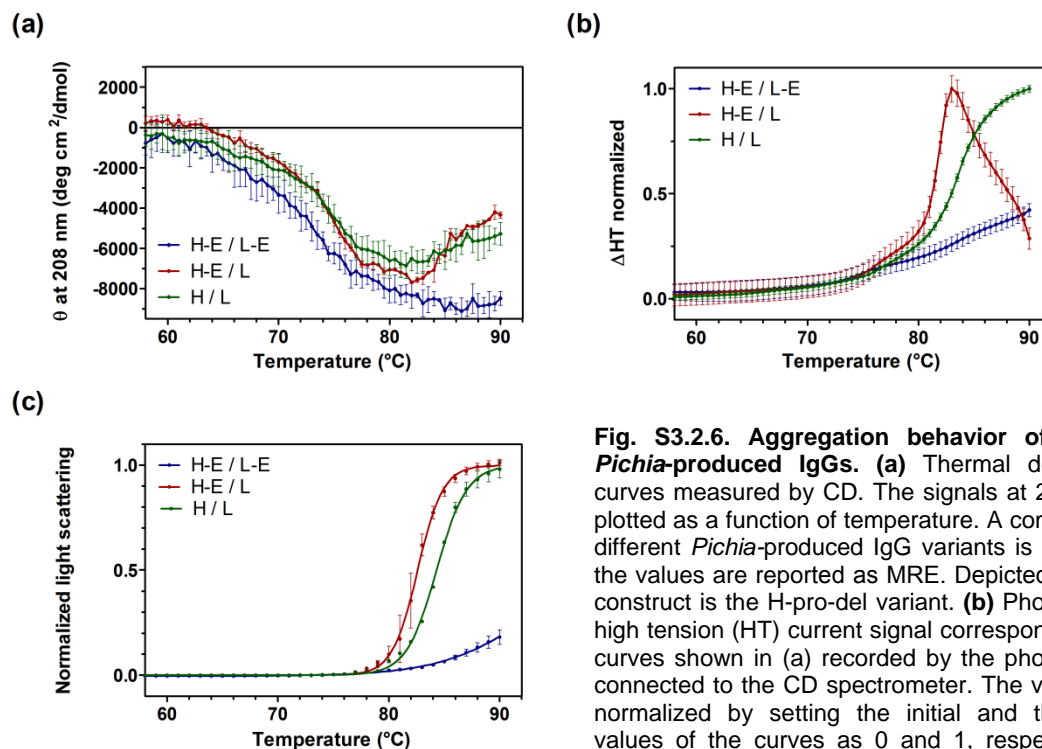 (a)
θ at 208 nm (deg cm²/dmol)
2000
0
-2000
-4000
-6000
-8000
H-E / L-E
H-E / L
H / L
60
70
80
90
Temperature (°C)
(b)
ΔHT normalized
1.0
0.5
0.0
H-E / L-E
H-E / L
H / L
60
70
80
90
Temperature (°C)
(c)
Normalized light scattering
1.0
0.5
0.0
H-E / L-E
H-E / L
H / L
60
70
80
90
Temperature (°C)
Fig. S3.2.6. Aggregation behavior of
Pichia-produced IgGs. (a) Thermal de
curves measured by CD. The signals at 2
plotted as a function of temperature. A con
different Pichia-produced IgG variants is
the values are reported as MRE. Depicted
construct is the H-pro-del variant. (b) Pho
high tension (HT) current signal correspon
curves shown in (a) recorded by the pho
connected to the CD spectrometer. The v
normalized by setting the initial and th
values of the curves as 0 and 1, respe